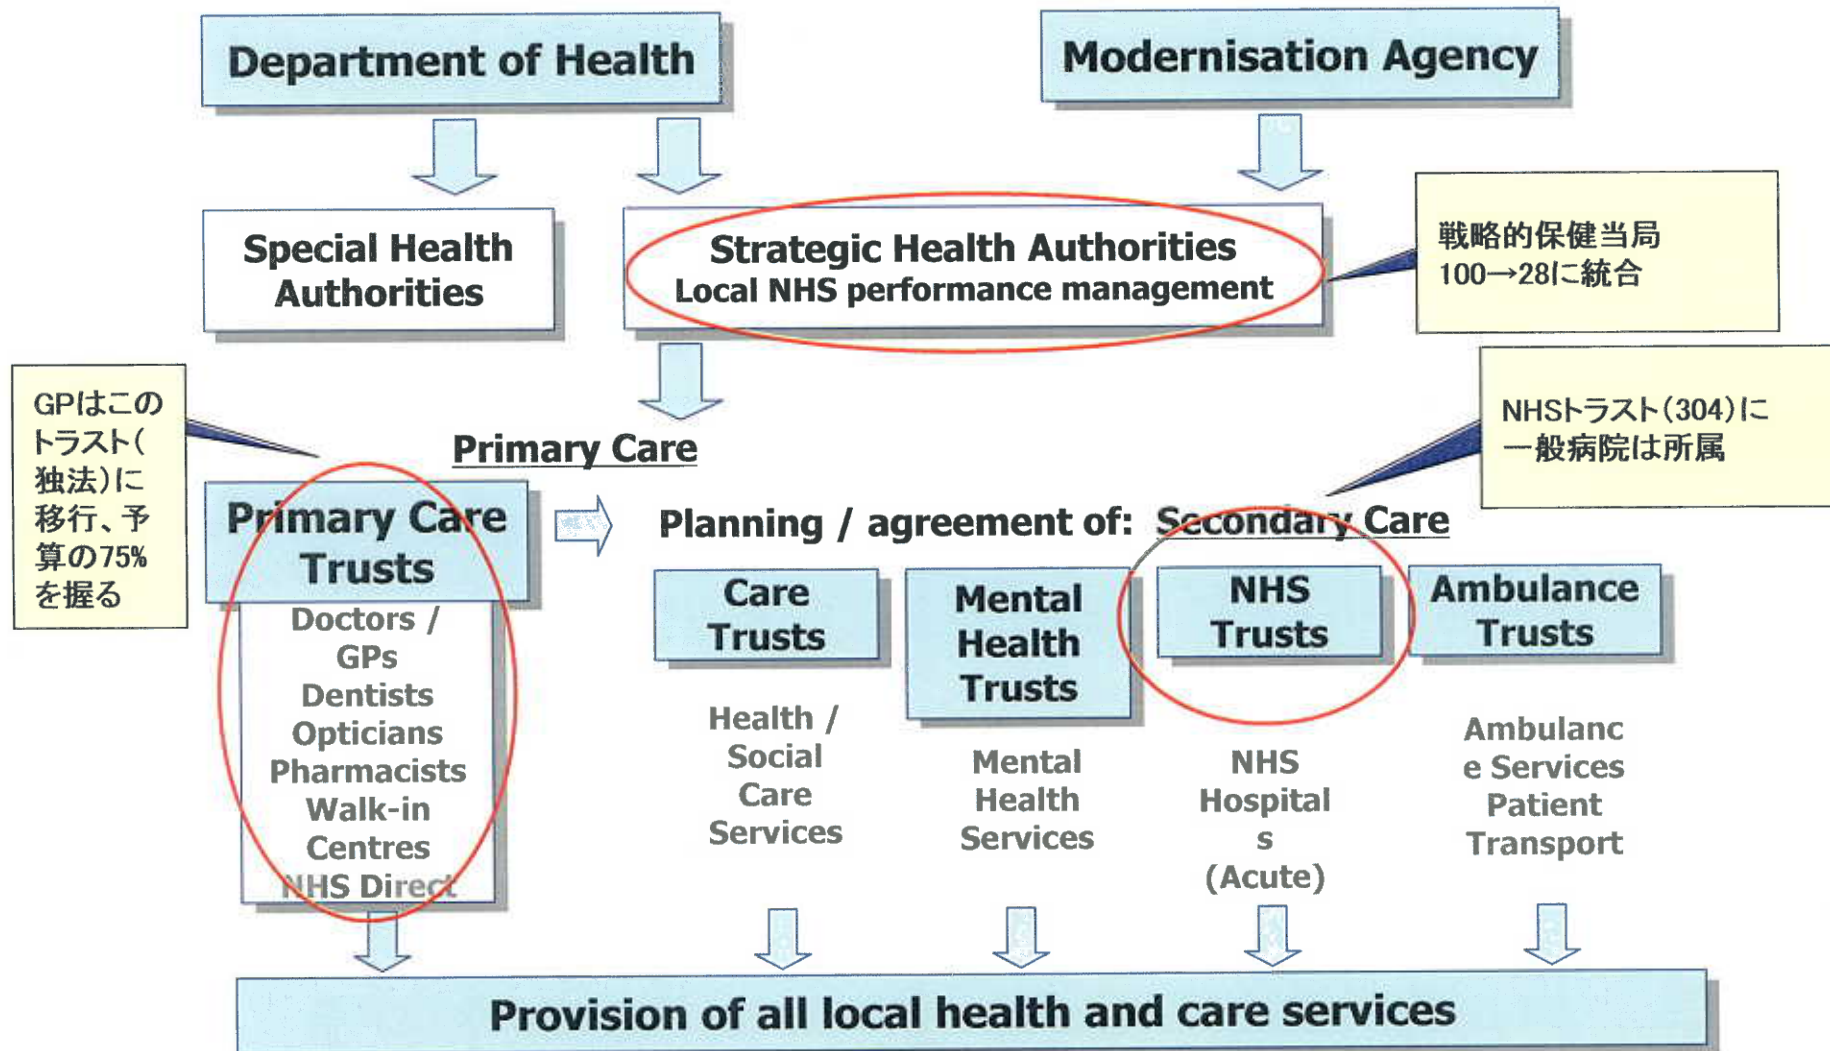 Department of Health
Modernisation Agency
Special Health
Authorities
Strategic Health Authorities
Local NHS performance management
戦略的保健当局
100→28に統合
GPはこの
トラスト(
独法)に
移行、予
算の75%
を握る
NHSトラスト(304)に
一般病院は所属
Primary Care
Primary Care
Trusts
Planning / agreement of: Secondary Care
Doctors /
GPs
Dentists
Opticians
Pharmacists
Walk-in
Centres
NHS Direct
Care
Trusts
Mental
Health
Trusts
NHS
Trusts
Ambulance
Trusts
Health /
Social
Care
Services
Mental
Health
Services
NHS
Hospital
s
(Acute)
Ambulanc
e Services
Patient
Transport
Provision of all local health and care services